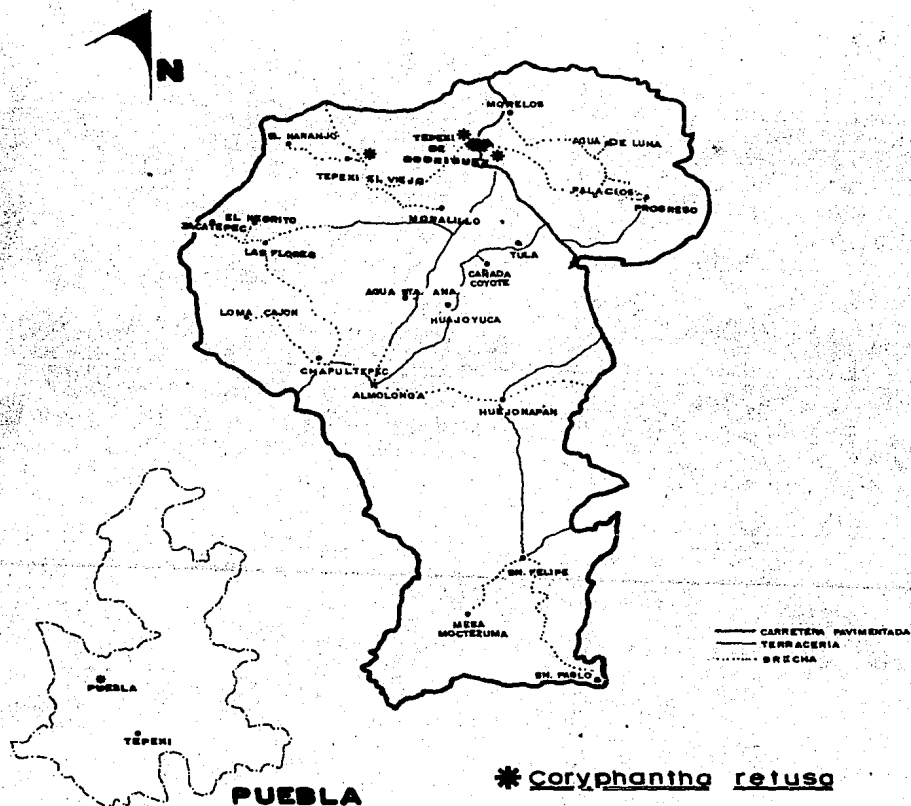 N
MORELOS
TEPEXI
DE
RODRIGUEZ
EL NARANJO
AGUA DE LUNA
TEPEXI EL VIEJO
PALACIOS
PROGRESO
MORALILLO
EL NEGRITO
ZACATEPEC
LAS FLORES
TULA
CAÑADA
COYOTE
AGUA STA. ANA
HUAJOYUCA
LOMA CAJON
CHAPULTEPEC
ALMOLONGA
HUEJONAPAN
SN. FELIPE
MESA
MOCTEZUMA
SN. PABLO
CARRETERA PAVIMENTADA
TERRACERIA
BRECHA
PUEBLA
TEPEXI
PUEBLA
Coryphantha retusa